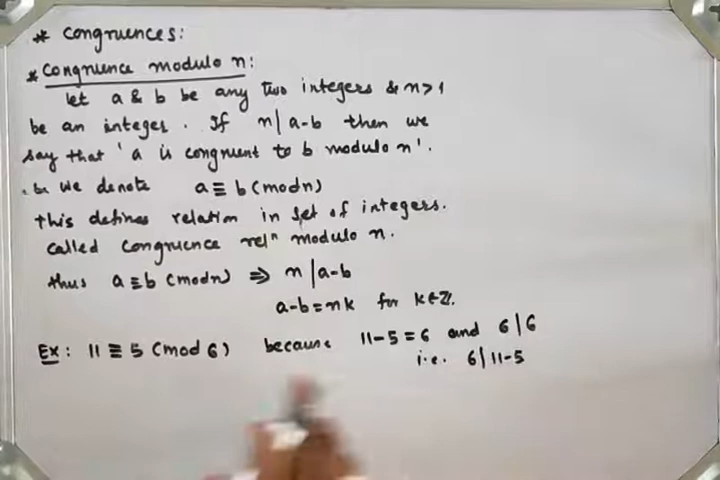 * Congruences:
* Congruence modulo n:
let a & b be any two integers & n>1
be an integer. If n|a-b then we
say that 'a is congruent to b modulo n'.
& we denote a ≡ b (mod n)
this defines relation in set of integers.
called congruence relⁿ modulo n.
thus a ≡ b (mod n) ⇒ n | a-b
a-b = nk for k∈ℤ.
Ex: 11 ≡ 5 (mod 6) because 11-5 = 6 and 6|6
i.e. 6|11-5